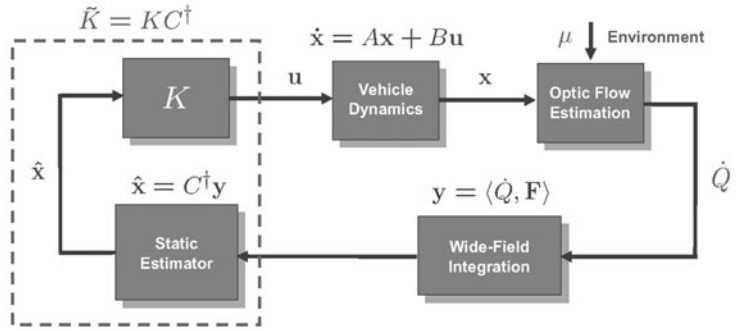 K̃ = KC†
ẋ = Ax + Bu
μ Environment
K
u
Vehicle
Dynamics
x
Optic Flow
Estimation
x̂
x̂ = C†y
y = ⟨Q̇, F⟩
Q̇
Static
Estimator
Wide-Field
Integration